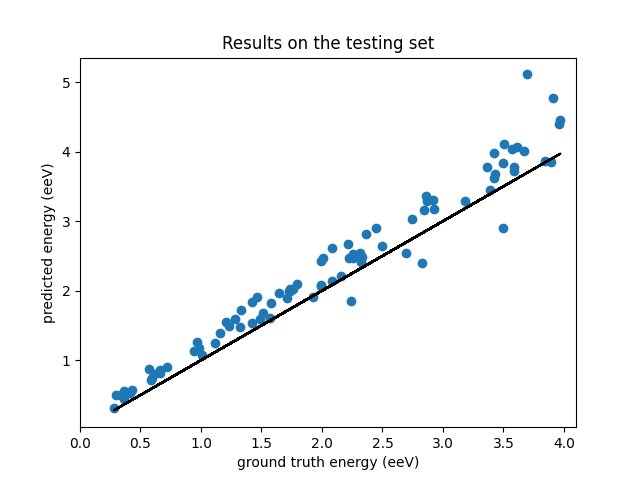 Results on the testing set
predicted energy (eeV)
5
4
3
2
1
0.0 0.5 1.0 1.5 2.0 2.5 3.0 3.5 4.0
ground truth energy (eeV)